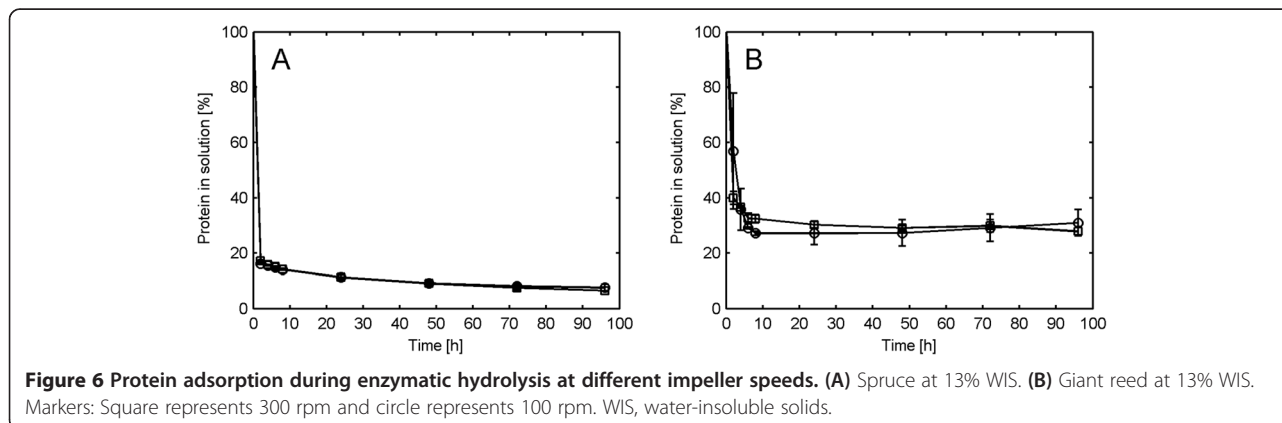 A
100
80
60
40
20
0
Protein in solution [%]
0 10 20 30 40 50 60 70 80 90 100
Time [h]
B
100
80
60
40
20
0
Protein in solution [%]
0 10 20 30 40 50 60 70 80 90 100
Time [h]
Figure 6 Protein adsorption during enzymatic hydrolysis at different impeller speeds. (A) Spruce at 13% WIS. (B) Giant reed at 13% WIS.
Markers: Square represents 300 rpm and circle represents 100 rpm. WIS, water-insoluble solids.